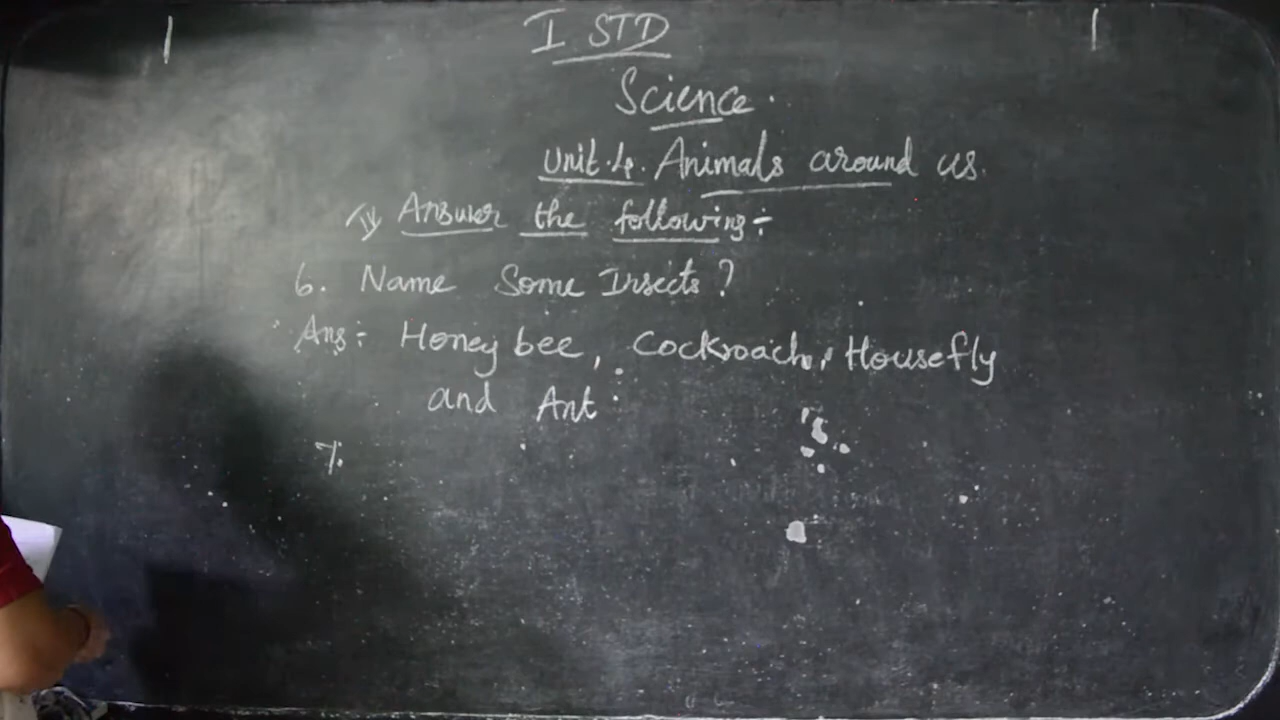 I STD
Science.
Unit.4. Animals around us.
IV Answer the following:-
6. Name Some Insects?
Ans:- Honey bee, Cockroach, Housefly
and Ant.
7.